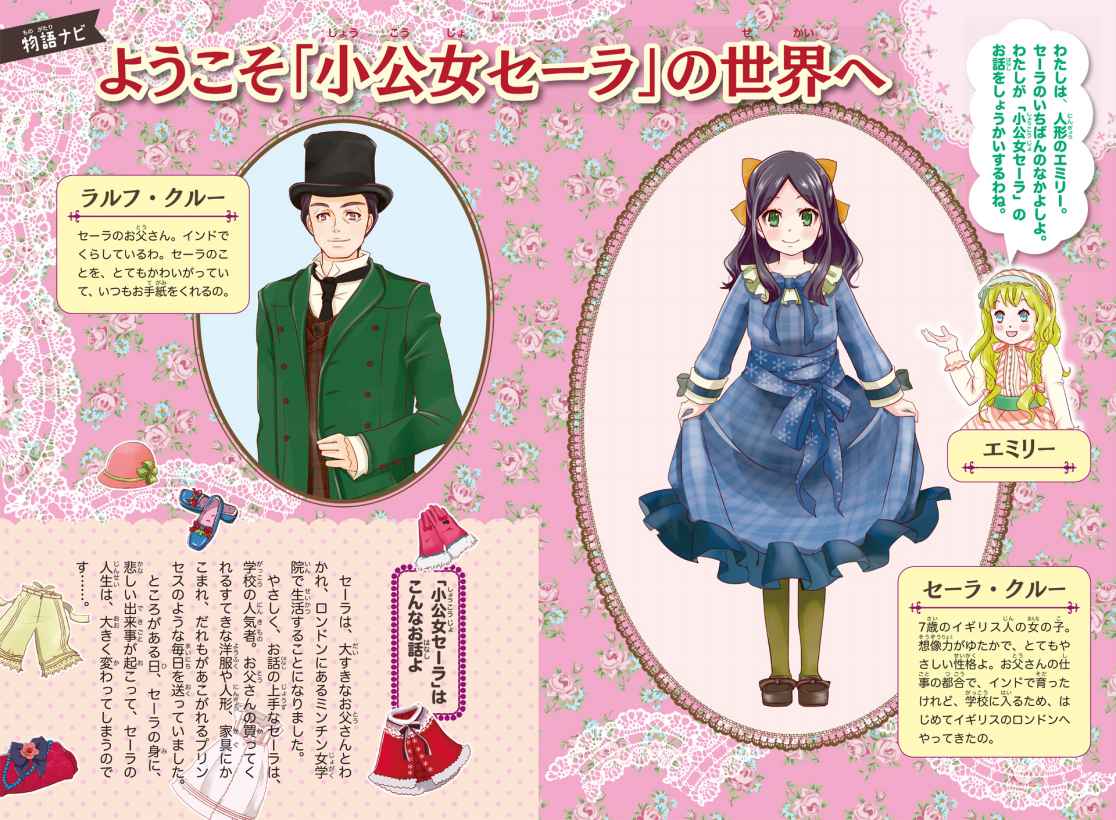 物語ナビ
ようこそ「小公女セーラ」の世界へ
わたしは、人形のエミリー。
セーラのいちばんのなかよしよ。
わたしが「小公女セーラ」の
お話をしょうかいするわね。
エミリー
セーラ・クルー
7歳のイギリス人の女の子。
想像力がゆたかで、とてもや
さしい性格よ。お父さんの仕
事の都合で、インドで育った
けれど、学校に入るため、は
じめてイギリスのロンドンへ
やってきたの。
ラルフ・クルー
セーラのお父さん。インドで
くらしているわ。セーラのこ
とを、とてもかわいがってい
て、いつもお手紙をくれるの。
「小公女セーラ」は
こんなお話よ
セーラは、大すきなお父さんとわ
かれ、ロンドンにあるミンチン女学
院で生活することになりました。
やさしく、お話の上手なセーラは、
学校の人気者。お父さんの買ってく
れるすてきな洋服や人形、家具にか
こまれ、だれもがあこがれるプリン
セスのような毎日を送っていました。
ところがある日、セーラの身に、
悲しい出来事が起こって、セーラの
人生は、大きく変わってしまうので
す……。